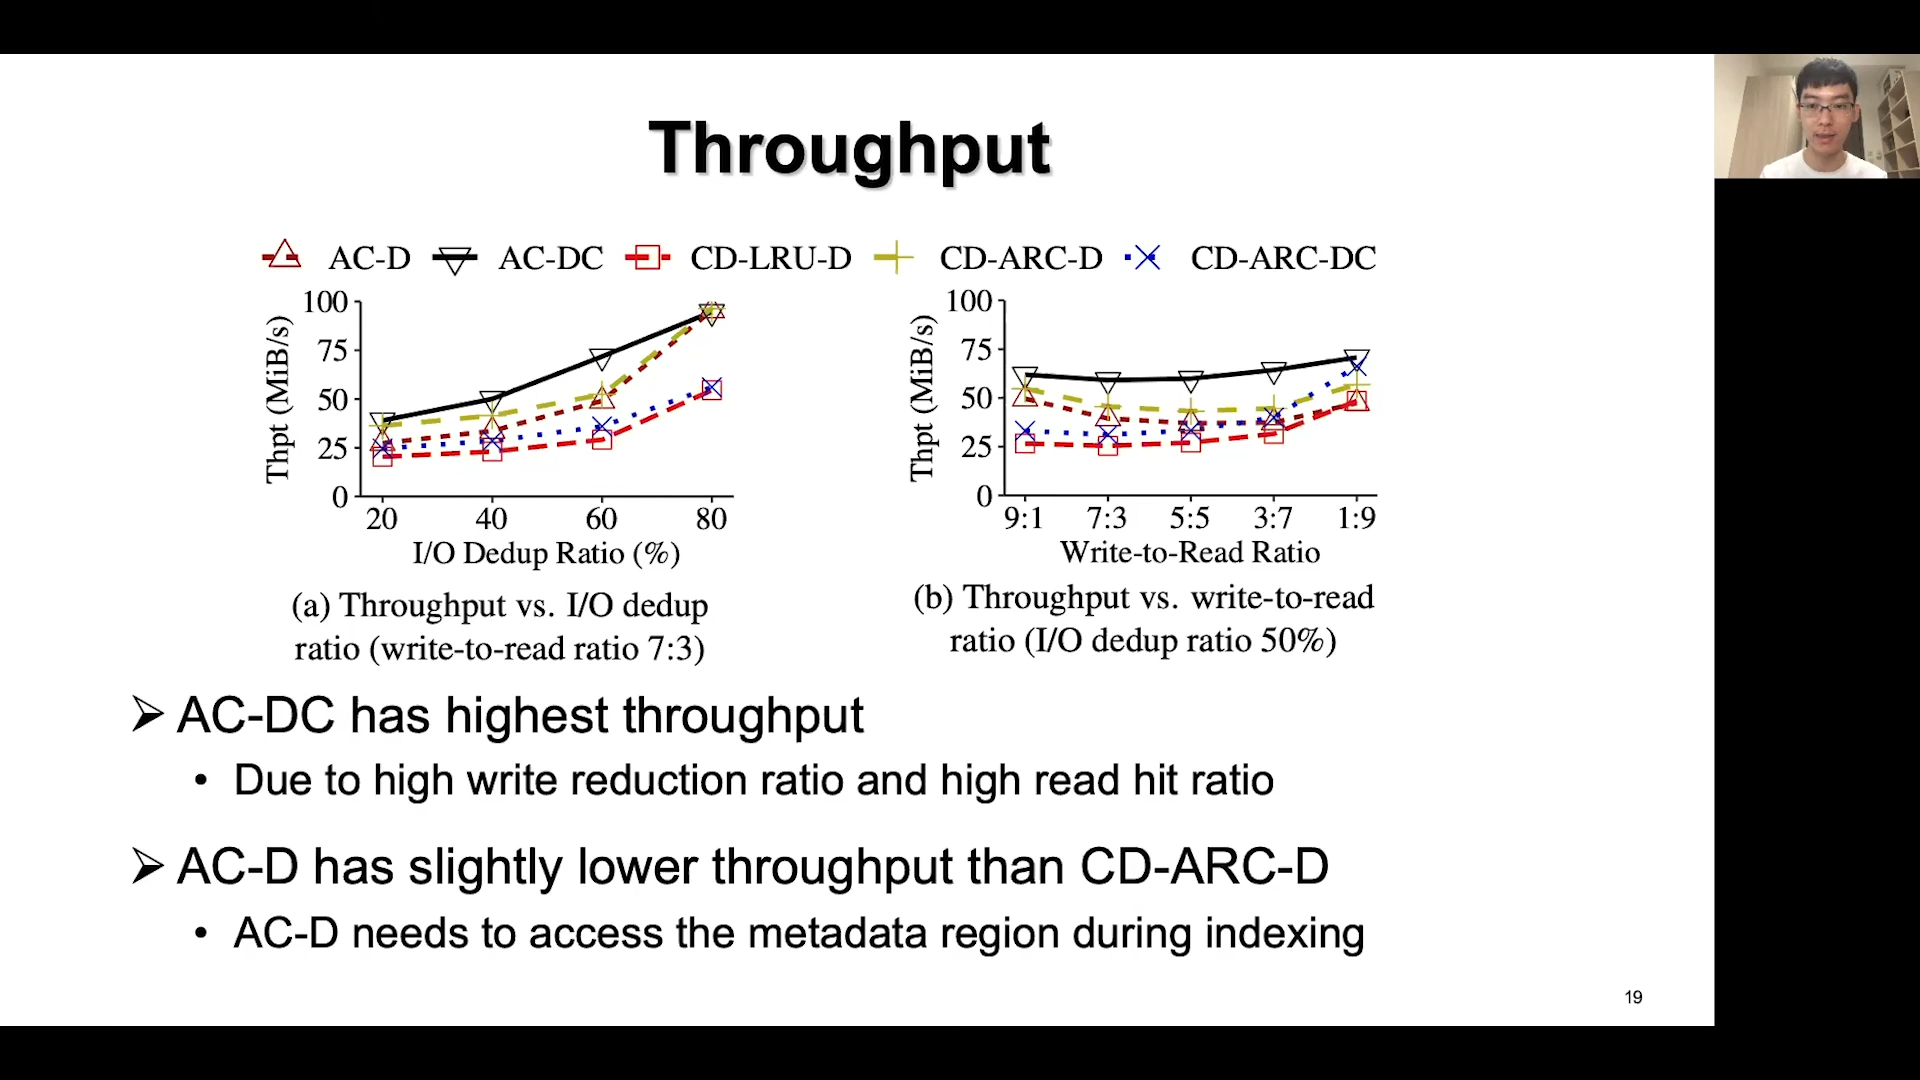 Throughput
AC-D AC-DC CD-LRU-D CD-ARC-D CD-ARC-DC
Thpt (MiB/s)
100
75
50
25
0
20 40 60 80
I/O Dedup Ratio (%)
(a) Throughput vs. I/O dedup
ratio (write-to-read ratio 7:3)
Thpt (MiB/s)
100
75
50
25
0
9:1 7:3 5:5 3:7 1:9
Write-to-Read Ratio
(b) Throughput vs. write-to-read
ratio (I/O dedup ratio 50%)
➢ AC-DC has highest throughput
• Due to high write reduction ratio and high read hit ratio
➢ AC-D has slightly lower throughput than CD-ARC-D
• AC-D needs to access the metadata region during indexing
19